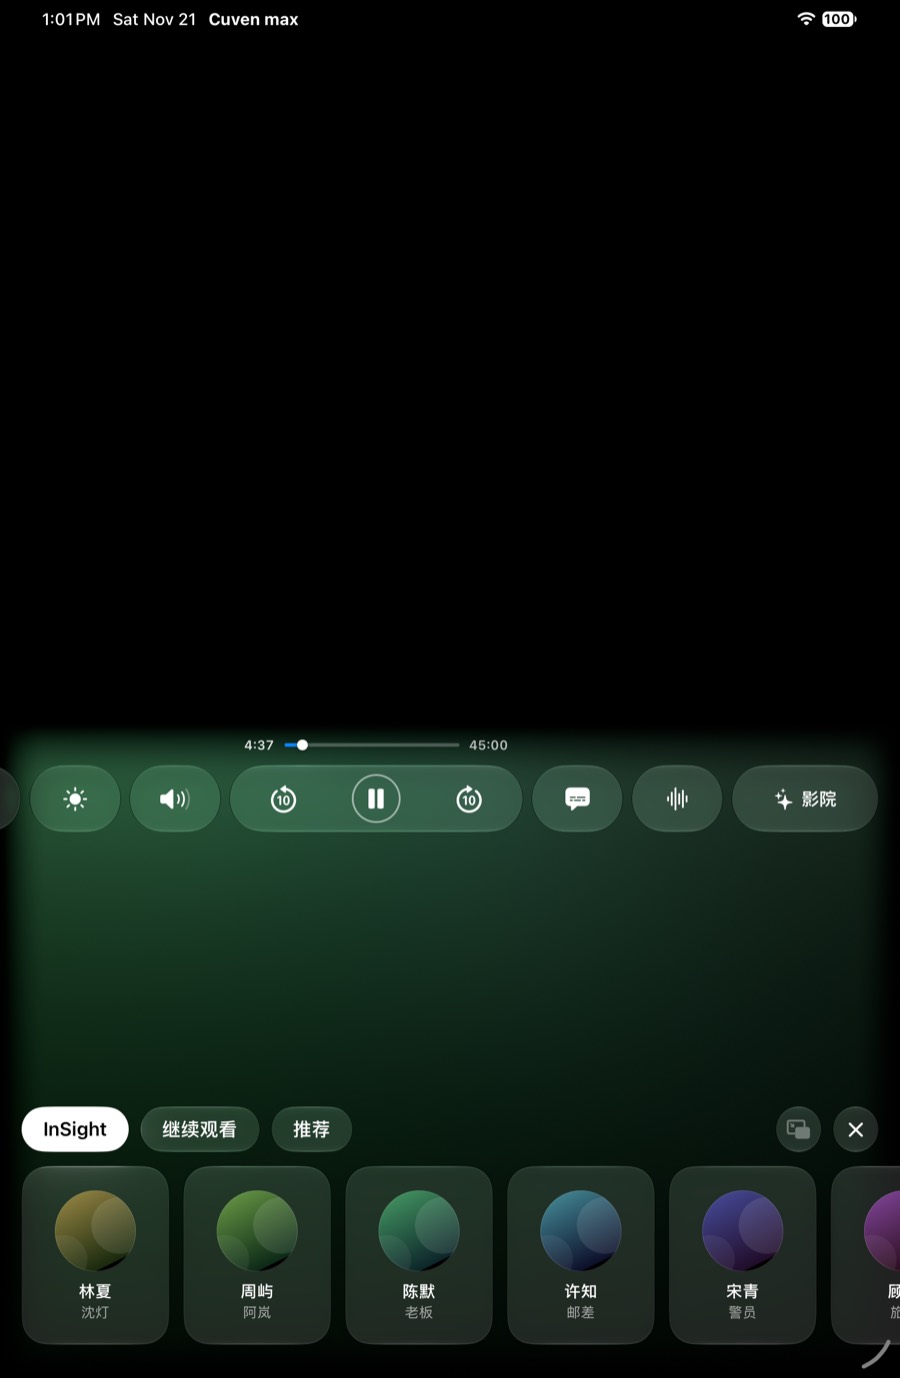 1:01 PM Sat Nov 21 Cuven max 100
4:37 45:00
10 10 影院
InSight 继续观看 推荐
林夏 周屿 陈默 许知 宋青
沈灯 阿岚 老板 邮差 警员